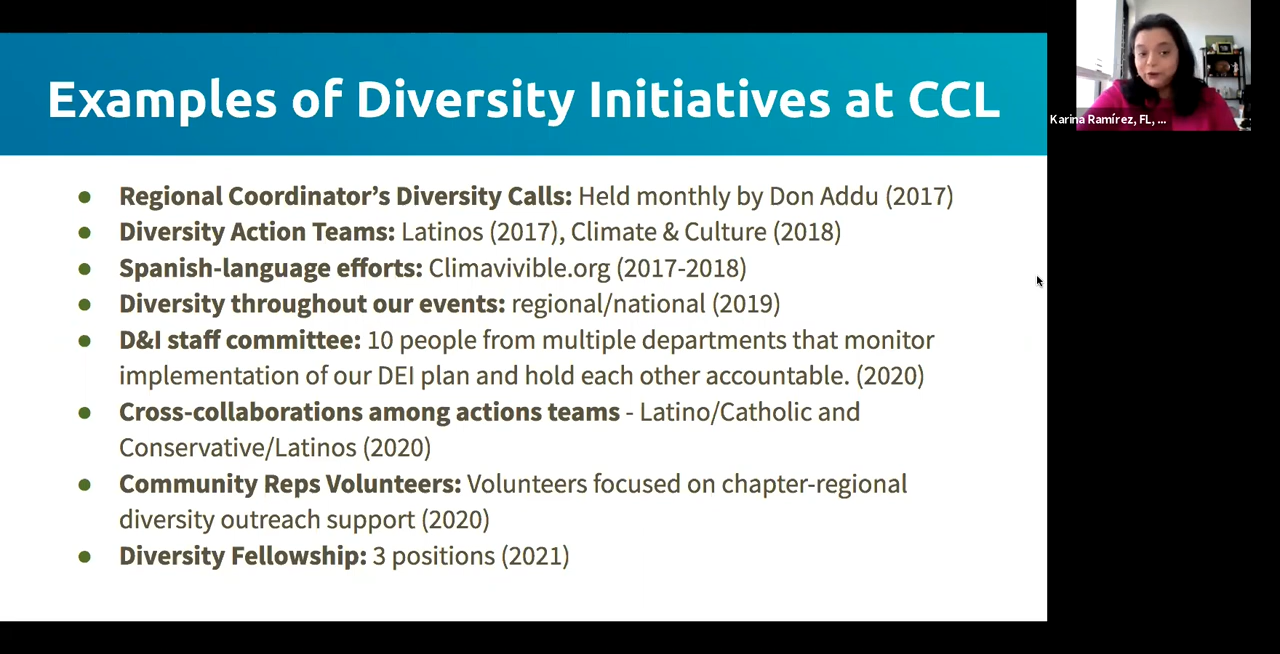 Examples of Diversity Initiatives at CCL
Karina Ramírez, FL, ...
● Regional Coordinator’s Diversity Calls: Held monthly by Don Addu (2017)
● Diversity Action Teams: Latinos (2017), Climate & Culture (2018)
● Spanish-language efforts: Climavivible.org (2017-2018)
● Diversity throughout our events: regional/national (2019)
● D&I staff committee: 10 people from multiple departments that monitor
implementation of our DEI plan and hold each other accountable. (2020)
● Cross-collaborations among actions teams - Latino/Catholic and
Conservative/Latinos (2020)
● Community Reps Volunteers: Volunteers focused on chapter-regional
diversity outreach support (2020)
● Diversity Fellowship: 3 positions (2021)